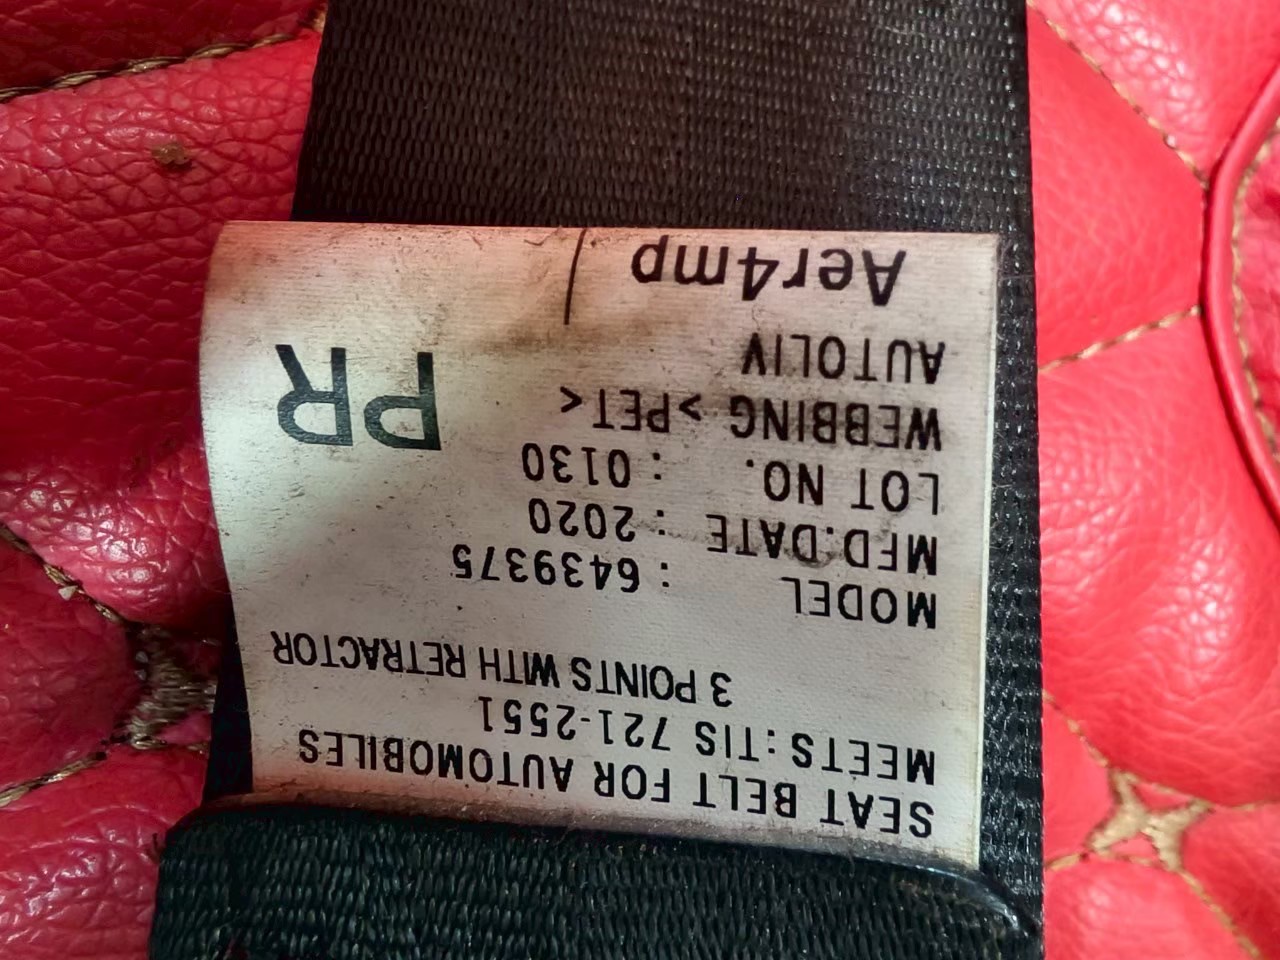 SEAT BELT FOR AUTOMOBILES
MEETS:TIS 721-2551
3 POINTS WITH RETRACTOR
MODEL : 6439375
MFD.DATE : 2020
LOT NO. : 0130
WEBBING >PET<
AUTOLIV
PR
Aer4mp